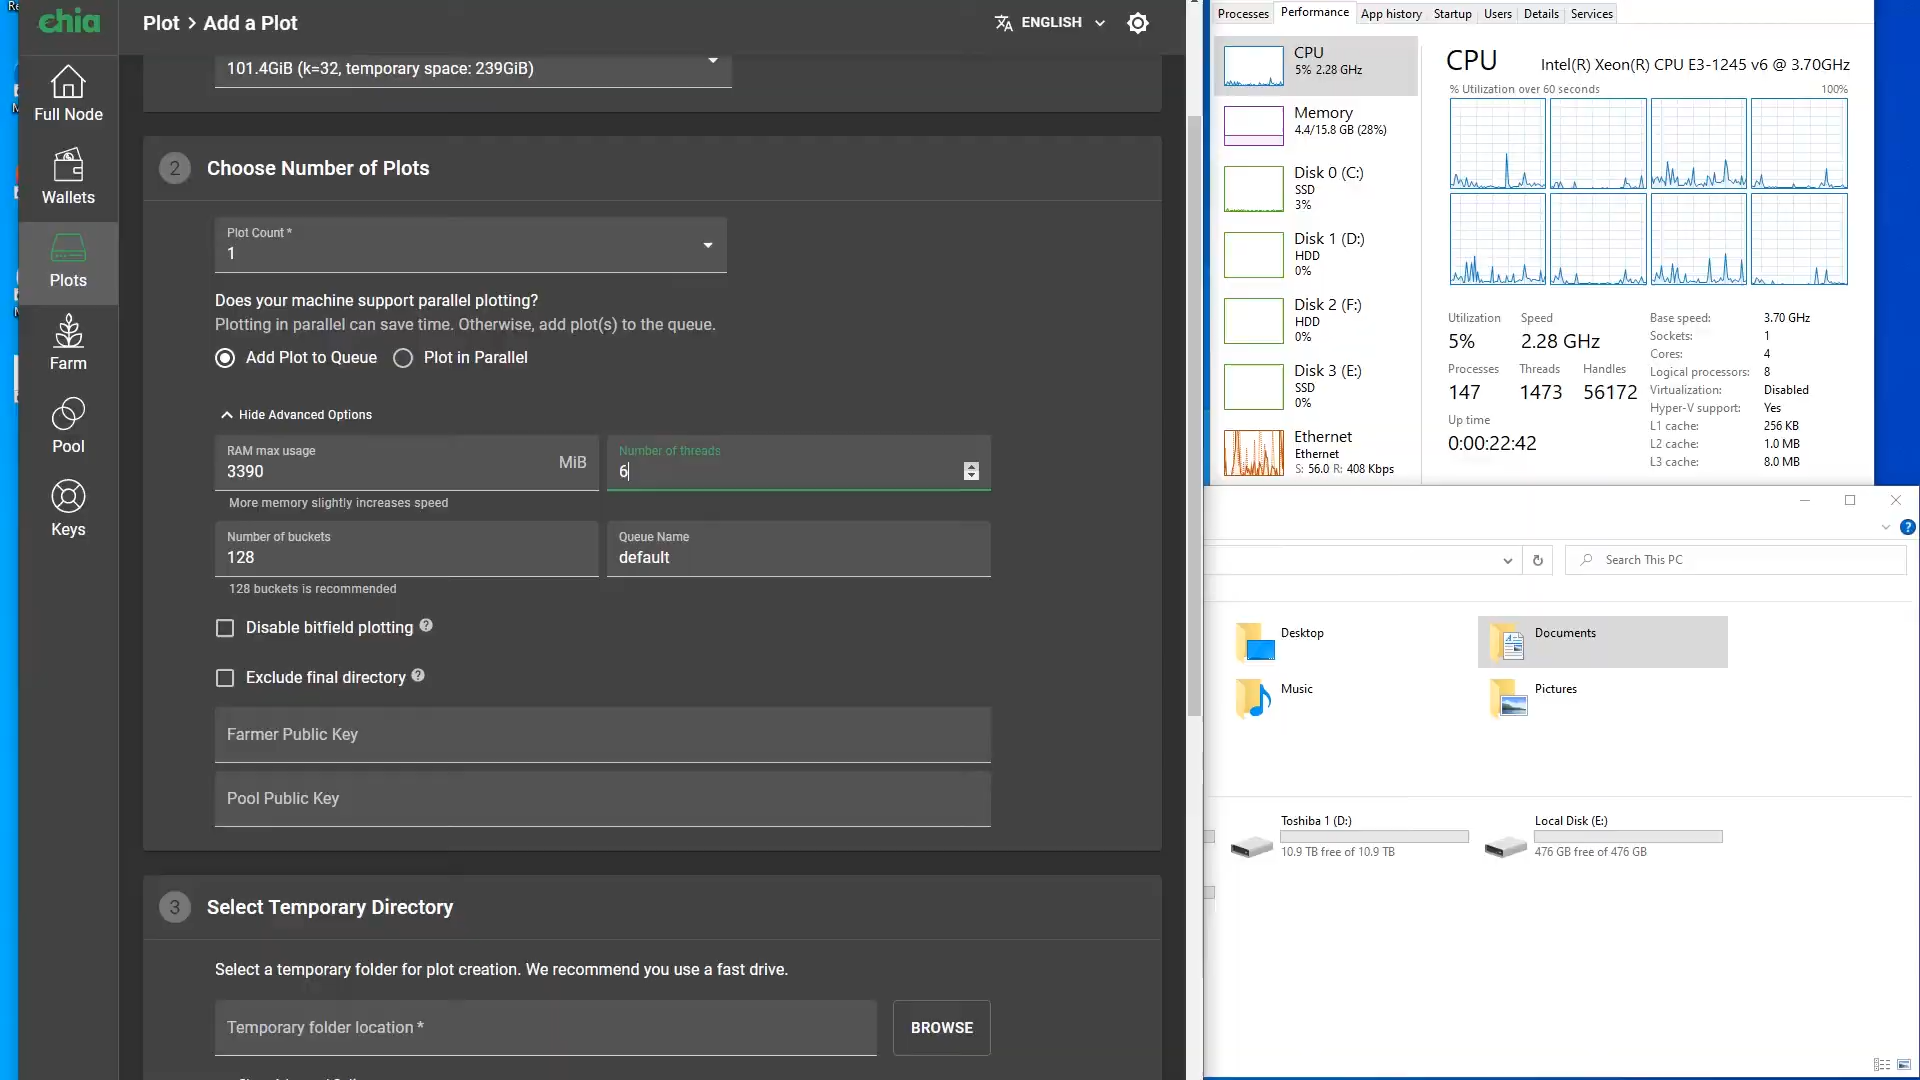 chia
Plot > Add a Plot
ENGLISH
Full Node
Wallets
Plots
Farm
Pool
Keys
101.4GiB (k=32, temporary space: 239GiB)
2
Choose Number of Plots
Plot Count *
1
Does your machine support parallel plotting?
Plotting in parallel can save time. Otherwise, add plot(s) to the queue.
Add Plot to Queue
Plot in Parallel
Hide Advanced Options
RAM max usage
3390
MiB
More memory slightly increases speed
Number of threads
6
Number of buckets
128
128 buckets is recommended
Queue Name
default
Disable bitfield plotting
Exclude final directory
Farmer Public Key
Pool Public Key
3
Select Temporary Directory
Select a temporary folder for plot creation. We recommend you use a fast drive.
Temporary folder location *
BROWSE
Processes
Performance
App history
Startup
Users
Details
Services
CPU
5% 2.28 GHz
Memory
4.4/15.8 GB (28%)
Disk 0 (C:)
SSD
3%
Disk 1 (D:)
HDD
0%
Disk 2 (F:)
HDD
0%
Disk 3 (E:)
SSD
0%
Ethernet
Ethernet
S: 56.0 R: 408 Kbps
CPU
Intel(R) Xeon(R) CPU E3-1245 v6 @ 3.70GHz
% Utilization over 60 seconds
100%
Utilization
5%
Speed
2.28 GHz
Processes
147
Threads
1473
Handles
56172
Up time
0:00:22:42
Base speed: 3.70 GHz
Sockets: 1
Cores: 4
Logical processors: 8
Virtualization: Disabled
Hyper-V support: Yes
L1 cache: 256 KB
L2 cache: 1.0 MB
L3 cache: 8.0 MB
Search This PC
Desktop
Documents
Music
Pictures
Toshiba 1 (D:)
10.9 TB free of 10.9 TB
Local Disk (E:)
476 GB free of 476 GB